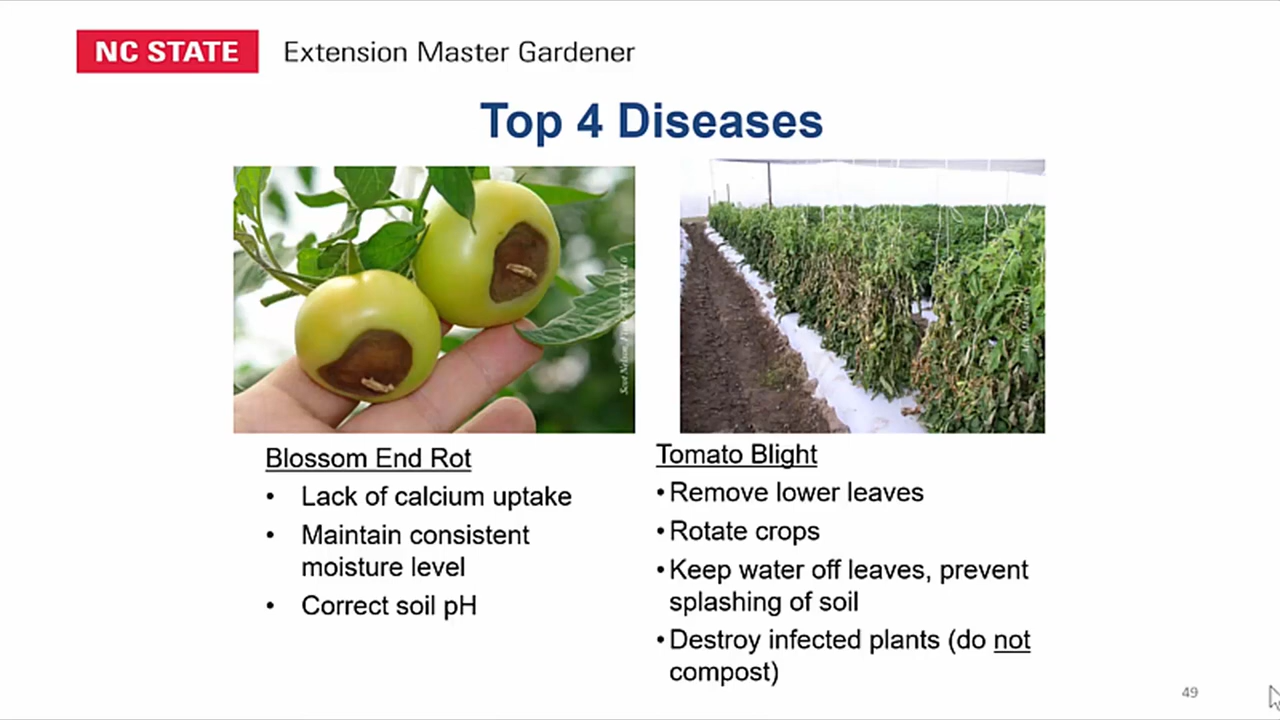 NC STATE Extension Master Gardener
Top 4 Diseases
Blossom End Rot
• Lack of calcium uptake
• Maintain consistent
moisture level
• Correct soil pH
Tomato Blight
• Remove lower leaves
• Rotate crops
• Keep water off leaves, prevent
splashing of soil
• Destroy infected plants (do not
compost)
49